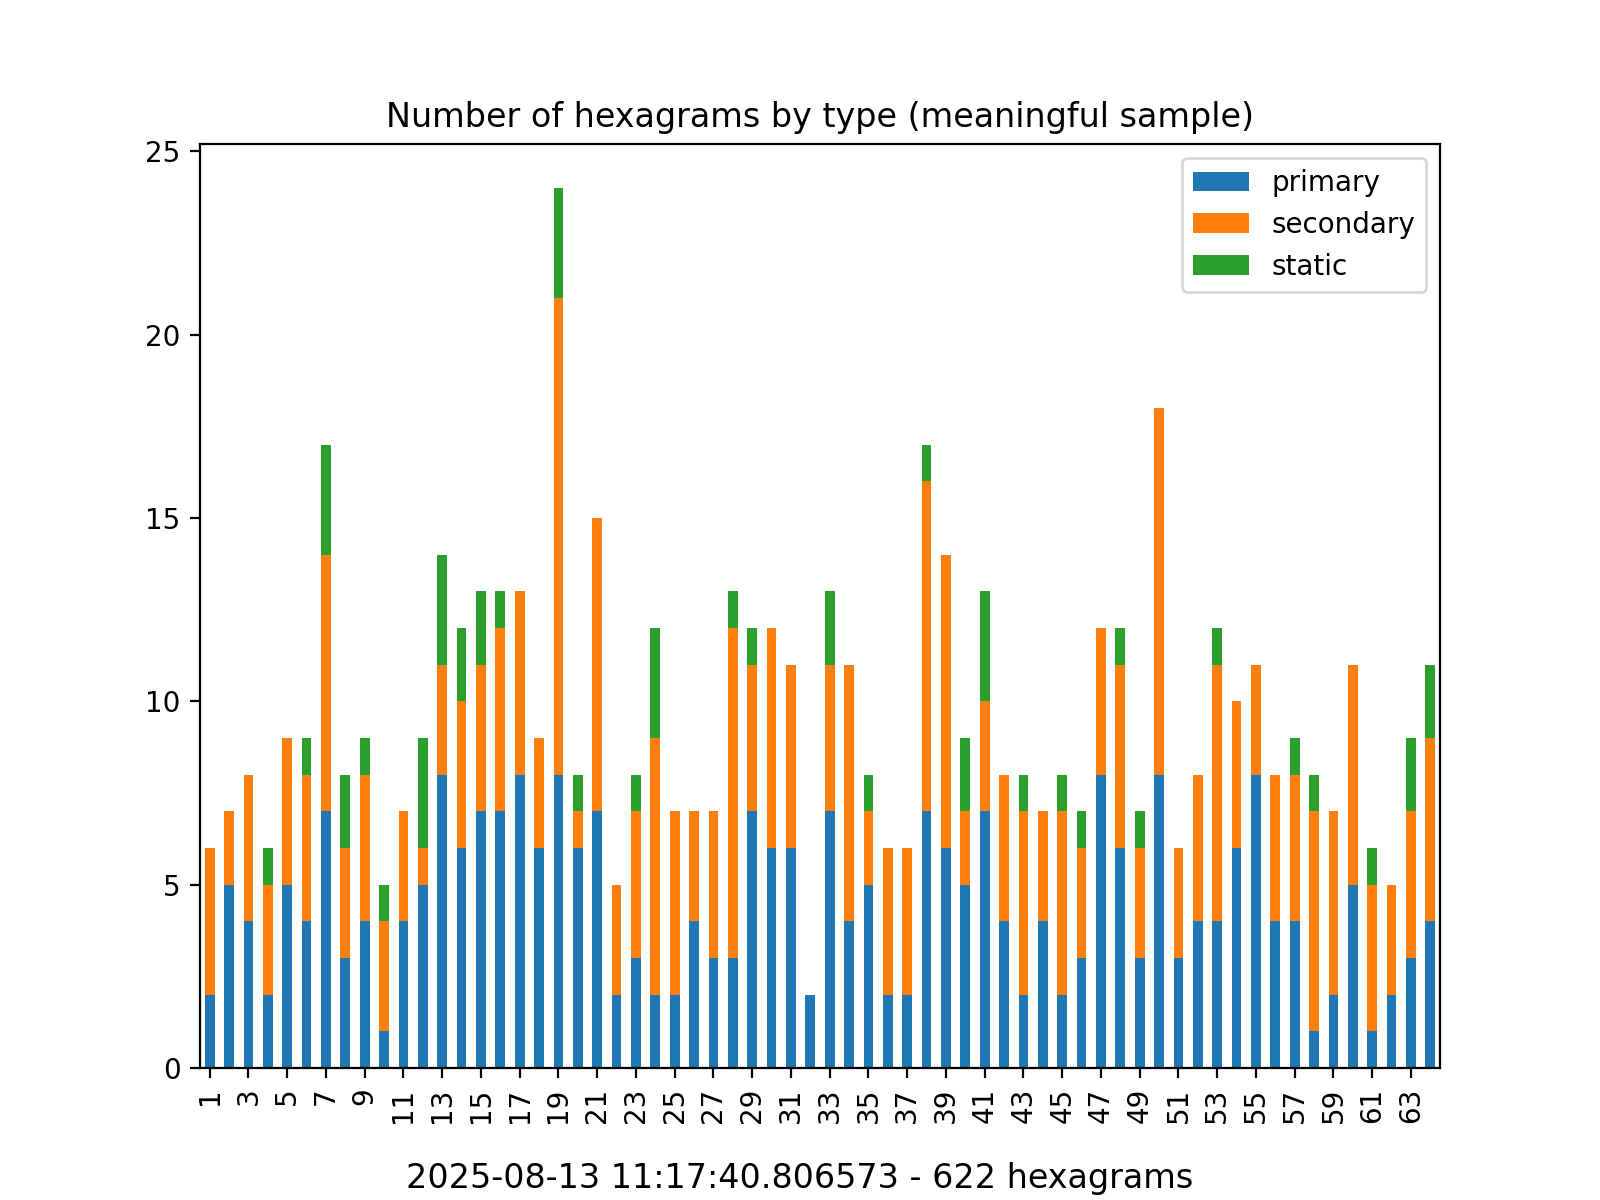 Number of hexagrams by type (meaningful sample)
25
20
15
10
5
0
primary
secondary
static
1 3 5 7 9 11 13 15 17 19 21 23 25 27 29 31 33 35 37 39 41 43 45 47 49 51 53 55 57 59 61 63
2025-08-13 11:17:40.806573 - 622 hexagrams